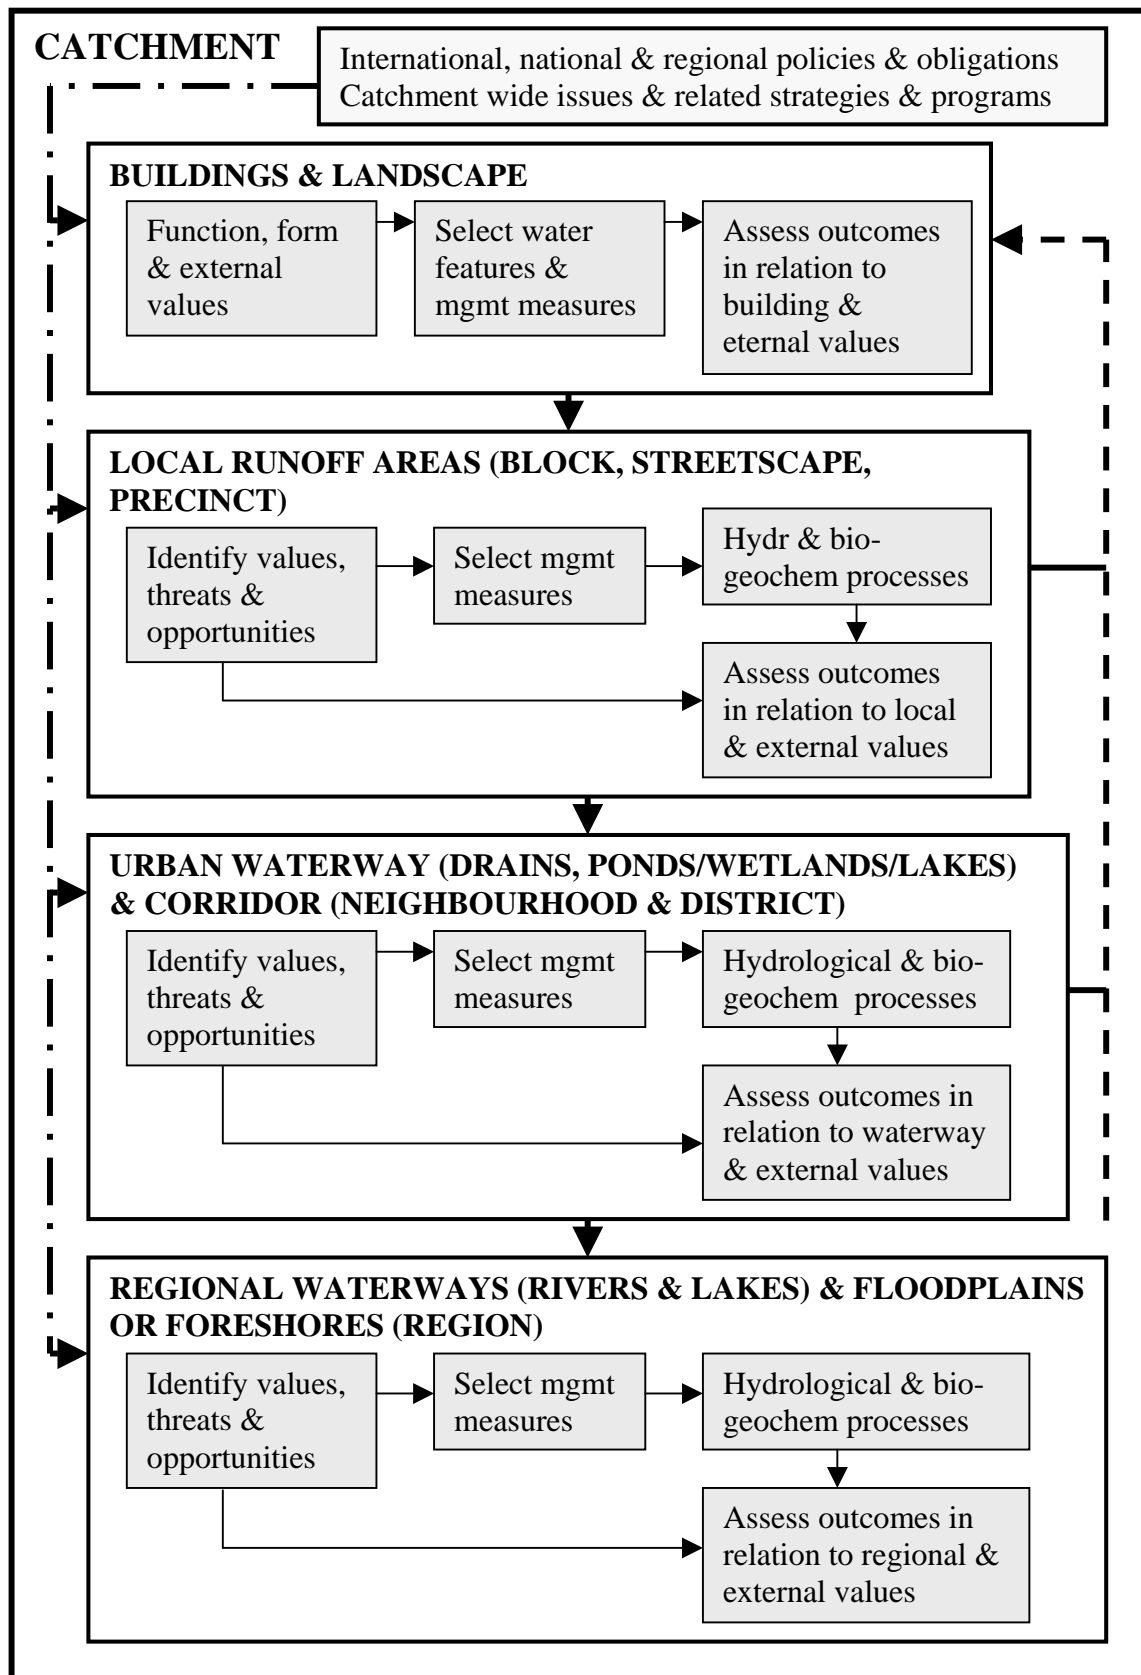 CATCHMENT
International, national & regional policies & obligations
Catchment wide issues & related strategies & programs
BUILDINGS & LANDSCAPE
Function, form
& external
values
Select water
features &
mgmt measures
Assess outcomes
in relation to
building &
eternal values
LOCAL RUNOFF AREAS (BLOCK, STREETSCAPE,
PRECINCT)
Identify values,
threats &
opportunities
Select mgmt
measures
Hydr & bio-
geochem processes
Assess outcomes
in relation to local
& external values
URBAN WATERWAY (DRAINS, PONDS/WETLANDS/LAKES)
& CORRIDOR (NEIGHBOURHOOD & DISTRICT)
Identify values,
threats &
opportunities
Select mgmt
measures
Hydrological & bio-
geochem processes
Assess outcomes in
relation to waterway
& external values
REGIONAL WATERWAYS (RIVERS & LAKES) & FLOODPLAINS
OR FORESHORES (REGION)
Identify values,
threats &
opportunities
Select mgmt
measures
Hydrological & bio-
geochem processes
Assess outcomes in
relation to regional &
external values